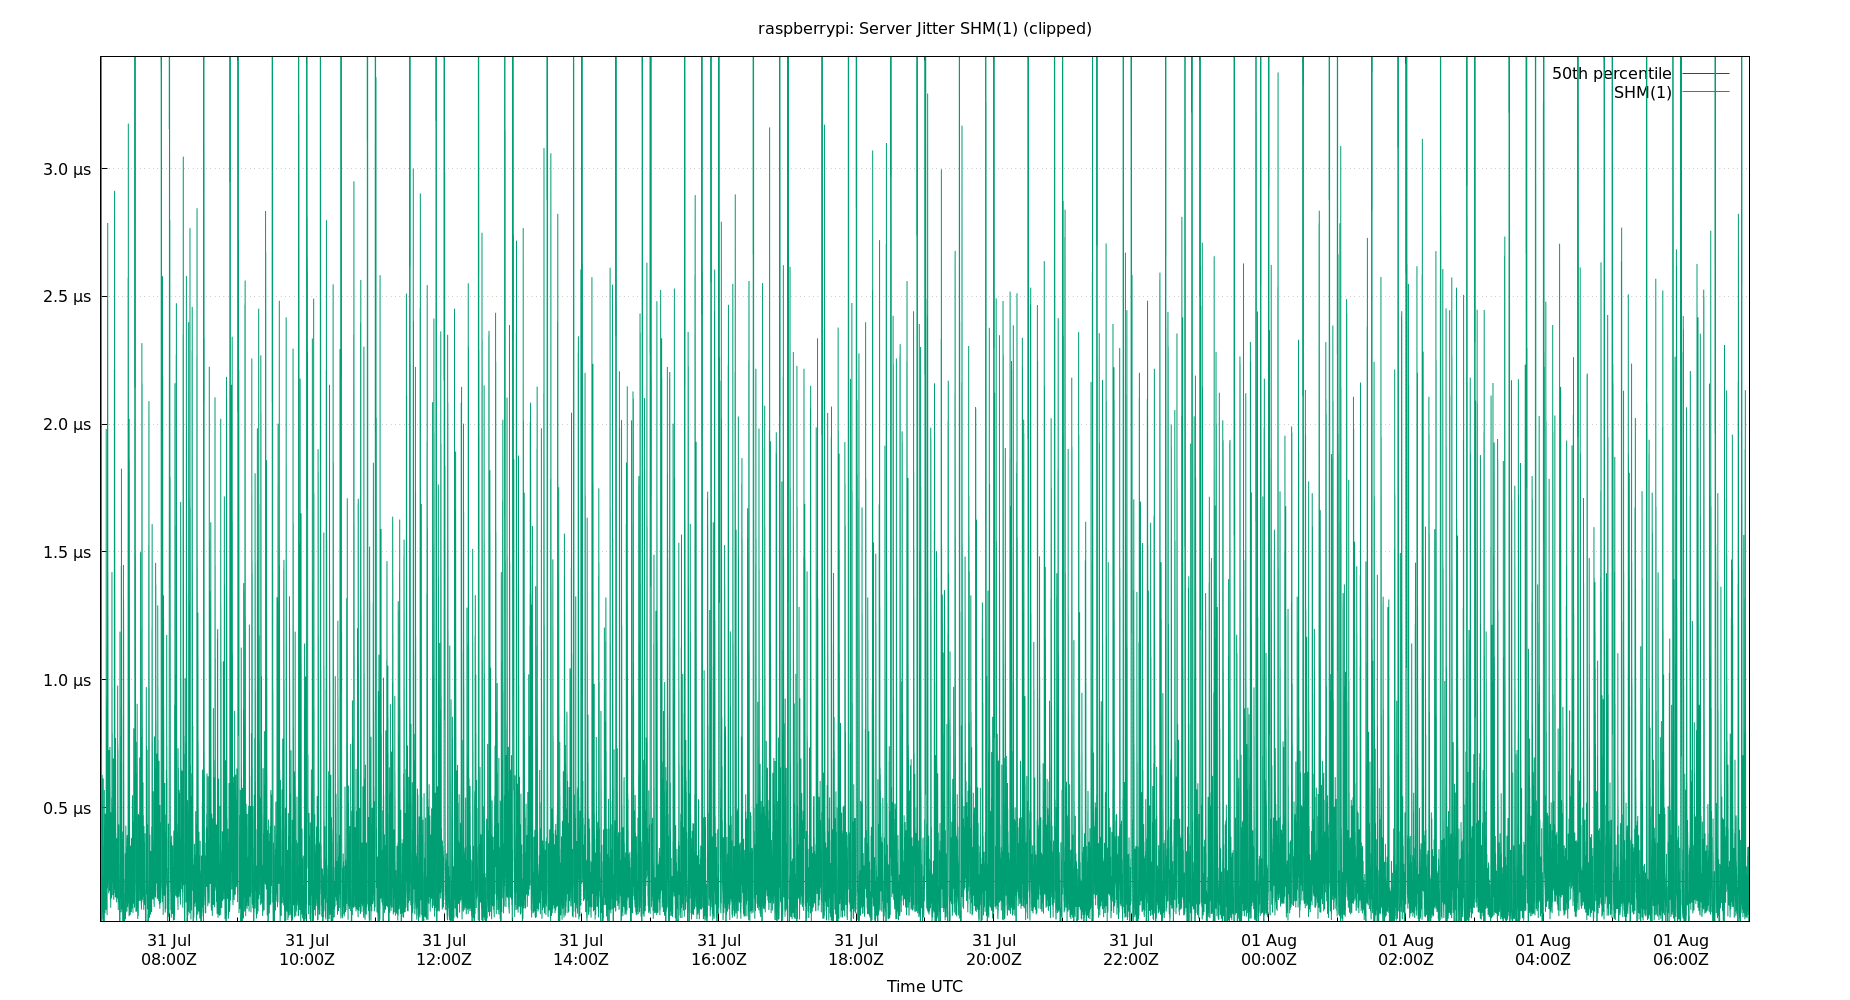 raspberrypi: Server Jitter SHM(1) (clipped)
50th percentile
SHM(1)
3.0 µs
2.5 µs
2.0 µs
1.5 µs
1.0 µs
0.5 µs
31 Jul 31 Jul 31 Jul 31 Jul 31 Jul 31 Jul 31 Jul 31 Jul 01 Aug 01 Aug 01 Aug 01 Aug
08:00Z 10:00Z 12:00Z 14:00Z 16:00Z 18:00Z 20:00Z 22:00Z 00:00Z 02:00Z 04:00Z 06:00Z
Time UTC